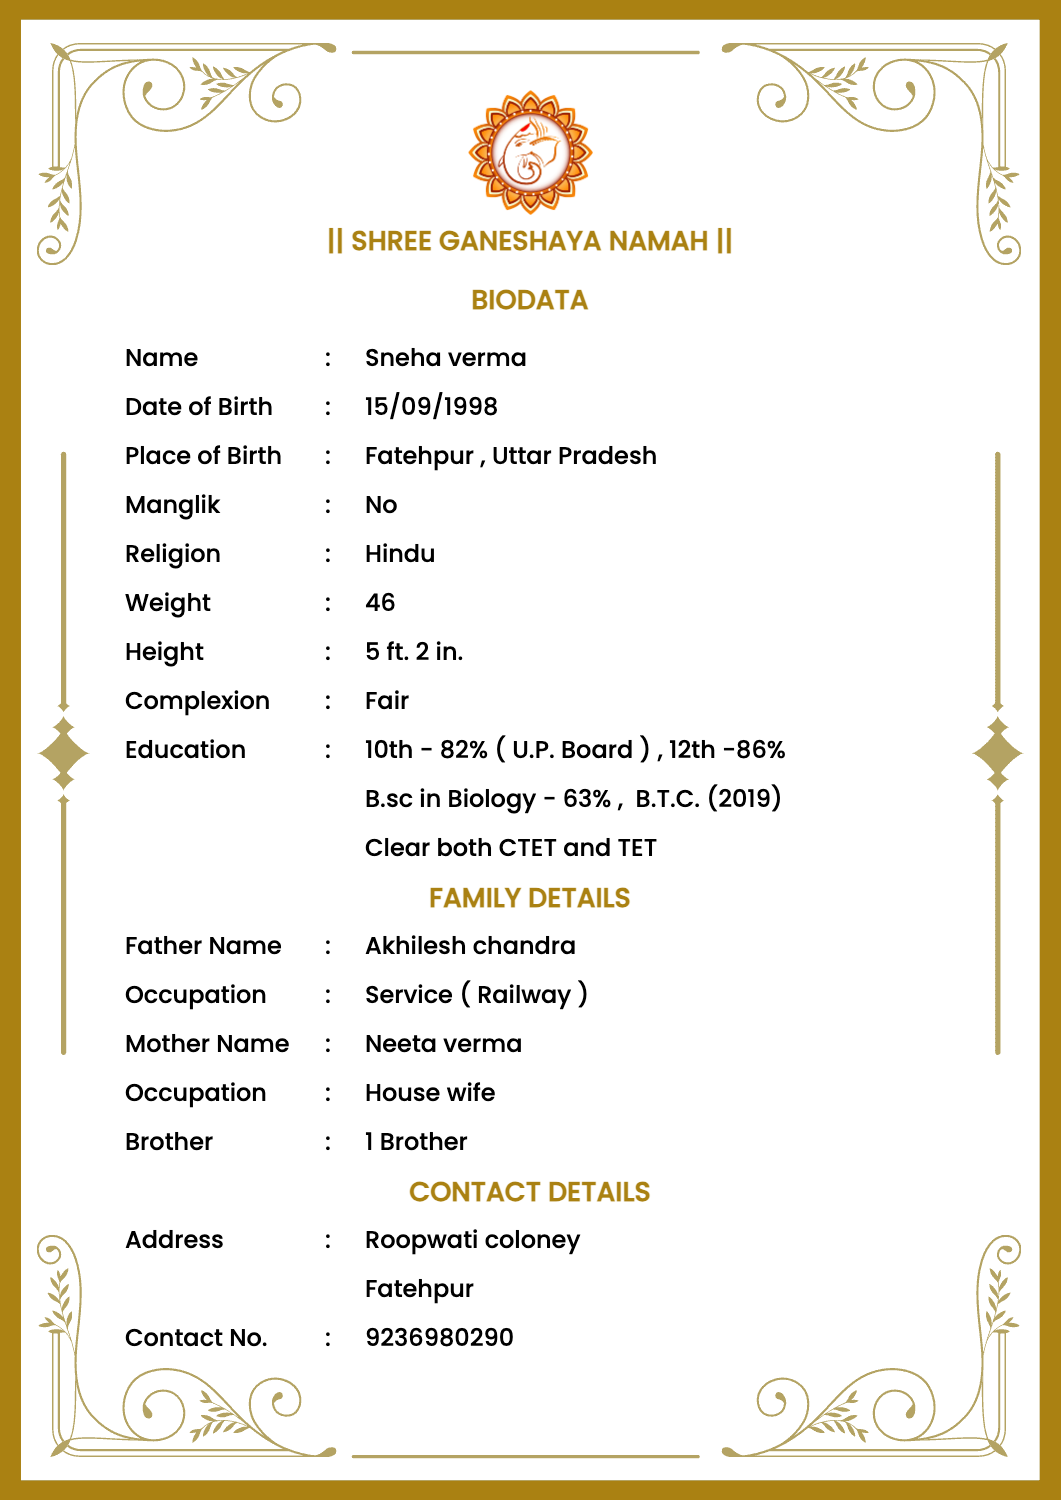 || SHREE GANESHAYA NAMAH ||
BIODATA
Name : Sneha verma
Date of Birth : 15/09/1998
Place of Birth : Fatehpur , Uttar Pradesh
Manglik : No
Religion : Hindu
Weight : 46
Height : 5 ft. 2 in.
Complexion : Fair
Education : 10th - 82% ( U.P. Board ) , 12th -86%
B.sc in Biology - 63% , B.T.C. (2019)
Clear both CTET and TET
FAMILY DETAILS
Father Name : Akhilesh chandra
Occupation : Service ( Railway )
Mother Name : Neeta verma
Occupation : House wife
Brother : 1 Brother
CONTACT DETAILS
Address : Roopwati coloney
Fatehpur
Contact No. : 9236980290